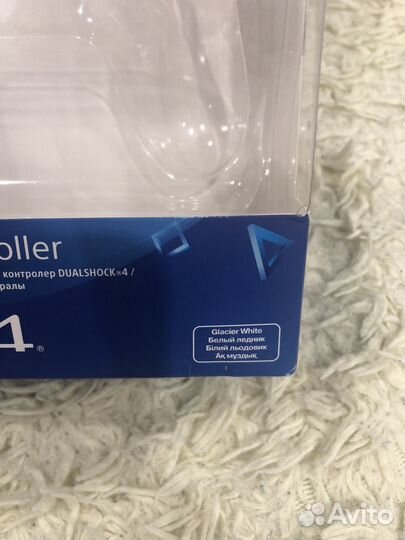 oller
контролер DUALSHOCK®4 /
ралы
4®
Glacier White
Белый ледник
Білий льодовик
Ақ мұздық
Avito